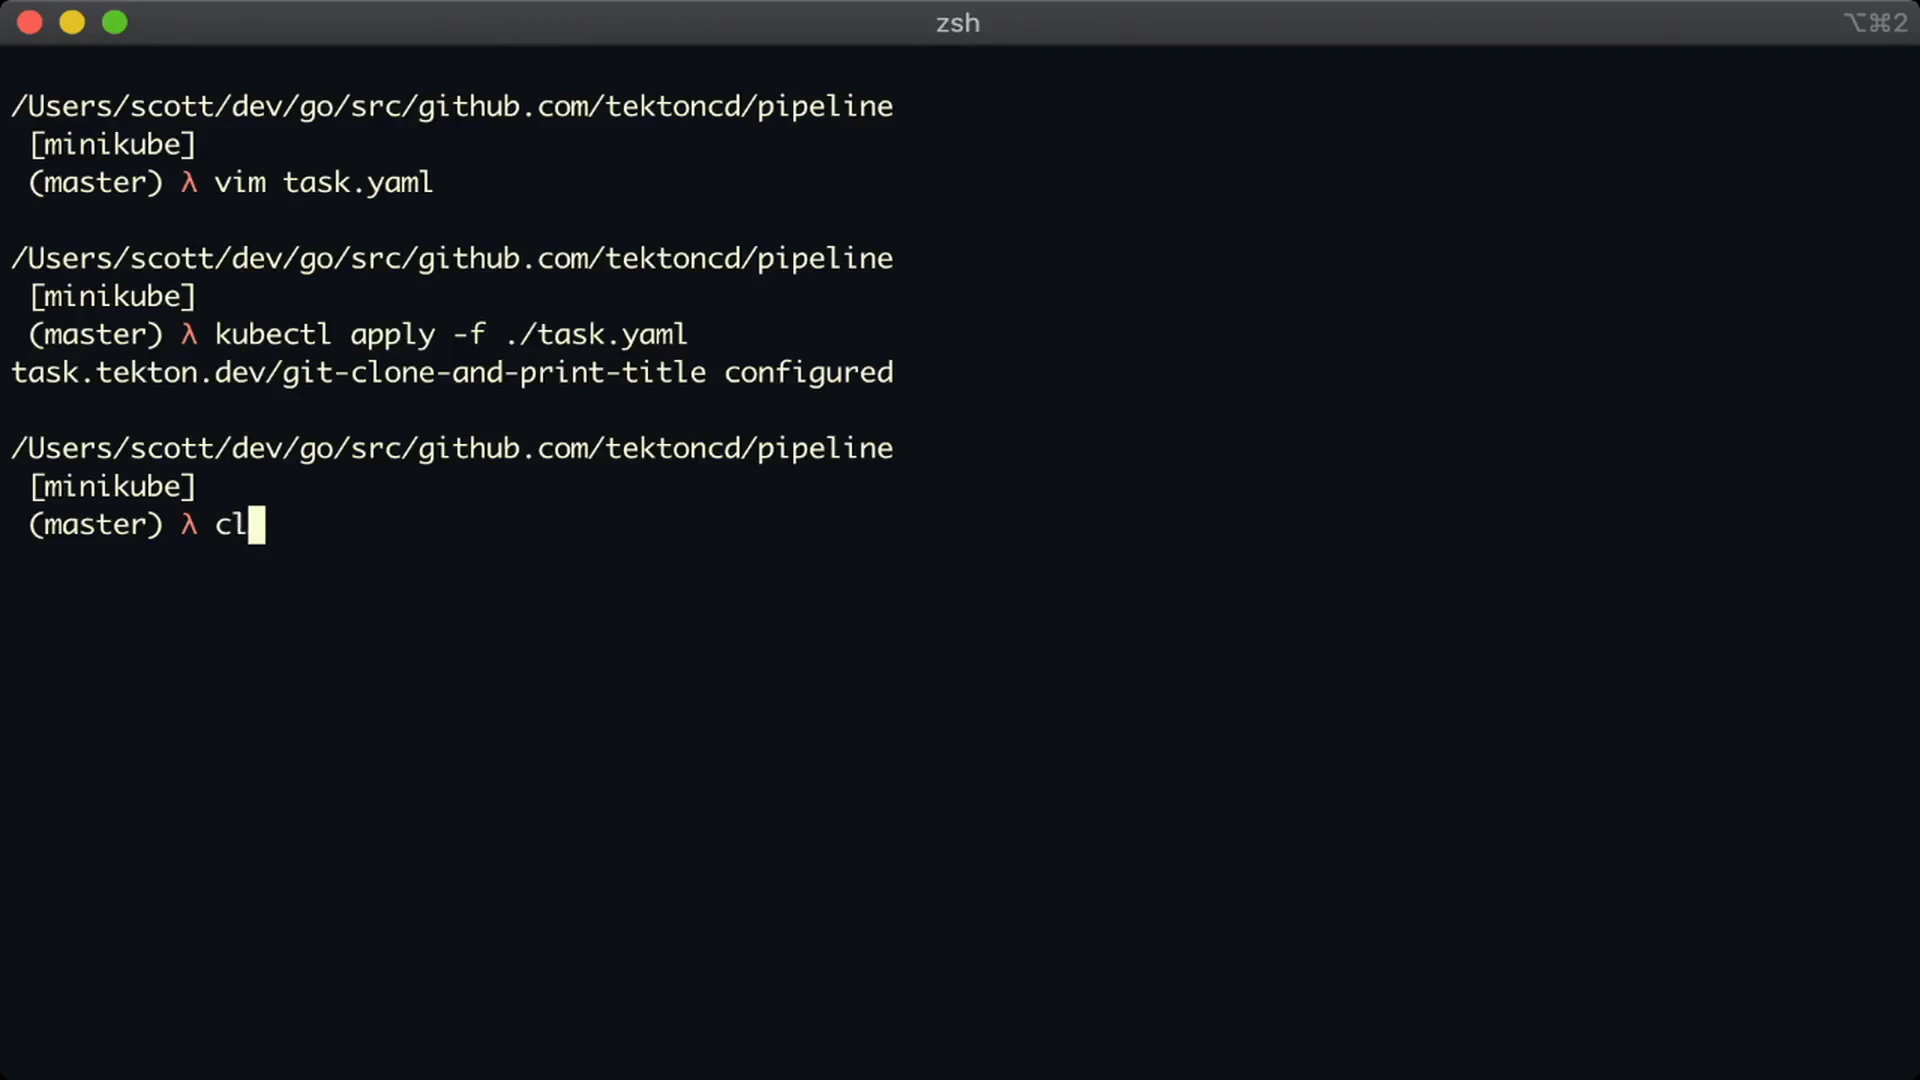 zsh
⌥⌘2
/Users/scott/dev/go/src/github.com/tektoncd/pipeline
[minikube]
(master) λ vim task.yaml
/Users/scott/dev/go/src/github.com/tektoncd/pipeline
[minikube]
(master) λ kubectl apply -f ./task.yaml
task.tekton.dev/git-clone-and-print-title configured
/Users/scott/dev/go/src/github.com/tektoncd/pipeline
[minikube]
(master) λ cl